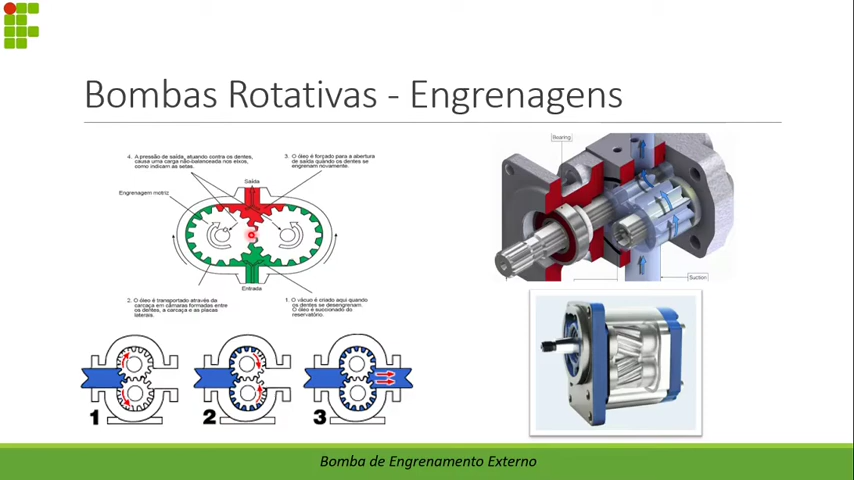 Bombas Rotativas - Engrenagens
4. A pressão de saída, atuando contra os dentes,
causa uma carga não-balanceada nos eixos,
como indicam as setas.
3. O óleo é forçado para a abertura
de saída quando os dentes se
engrenam novamente.
Saída
Engrenagem motriz
Entrada
2. O óleo é transportado através da
carcaça em câmaras formadas entre
os dentes, a carcaça e as placas
laterais.
1. O vácuo é criado aqui quando
os dentes se desengrenam.
O óleo é succionado do
reservatório.
1
2
3
Bearing
Suction
Bomba de Engrenamento Externo